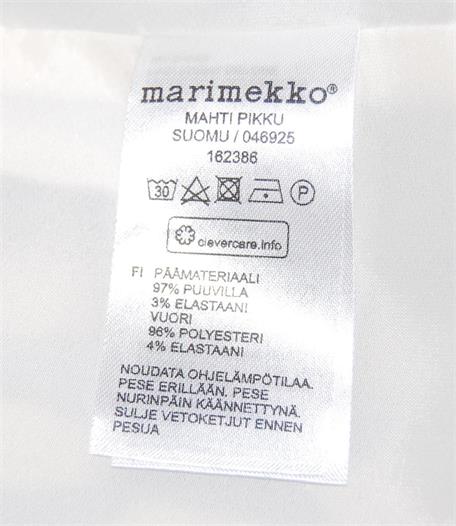 marimekko®
MAHTI PIKKU
SUOMU / 046925
162386
30 P
clevercare.info
FI PÄÄMATERIAALI
97% PUUVILLA
3% ELASTAANI
VUORI
96% POLYESTERI
4% ELASTAANI
NOUDATA OHJELÄMPÖTILAA.
PESE ERILLÄÄN. PESE
NURINPÄIN KÄÄNNETTYNÄ.
SULJE VETOKETJUT ENNEN
PESUA